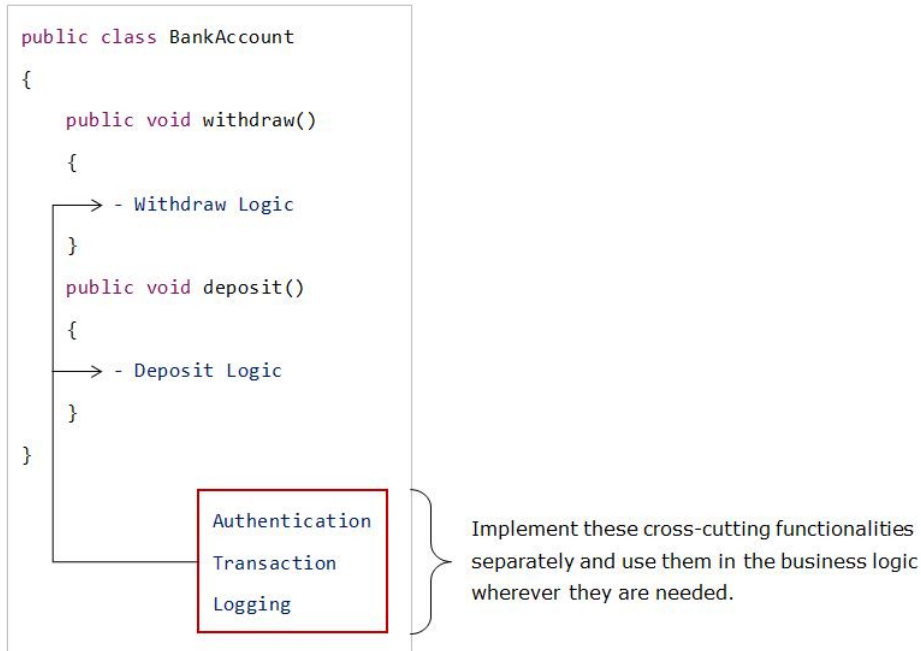 public class BankAccount
{
public void withdraw()
{
- Withdraw Logic
}
public void deposit()
{
- Deposit Logic
}
}
Authentication
Transaction
Logging
Implement these cross-cutting functionalities
separately and use them in the business logic
wherever they are needed.